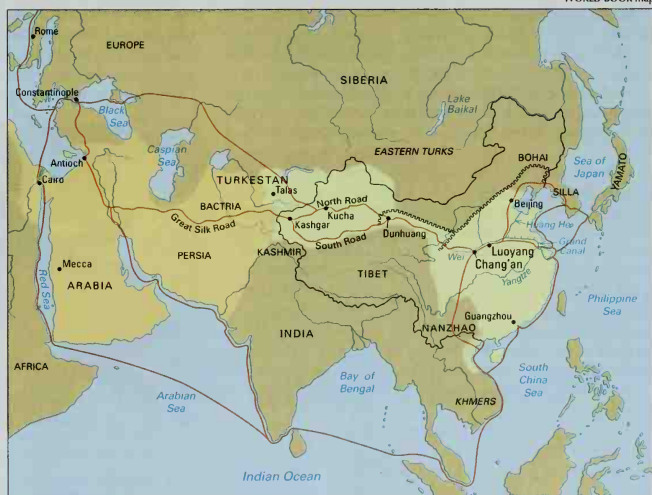 WORLD BOOK map
Rome
EUROPE
SIBERIA
Constantinople
Black
Sea
Lake
Baikal
Caspian
Sea
EASTERN TURKS
BOHAI
Sea of
Japan
YAMATO
Antioch
TURKESTAN
Talas
SILLA
Cairo
BACTRIA
North Road
Beijing
Kucha
Huang Ho
Great Silk Road
Kashgar
Dunhuang
Grand
Canal
South Road
Wei
Luoyang
Chang'an
PERSIA
KASHMIR
Mecca
TIBET
Yangtze
Red Sea
ARABIA
Philippine
Sea
Guangzhou
NANZHAO
INDIA
AFRICA
South
China
Sea
Bay of
Bengal
Arabian
Sea
KHMERS
Indian Ocean